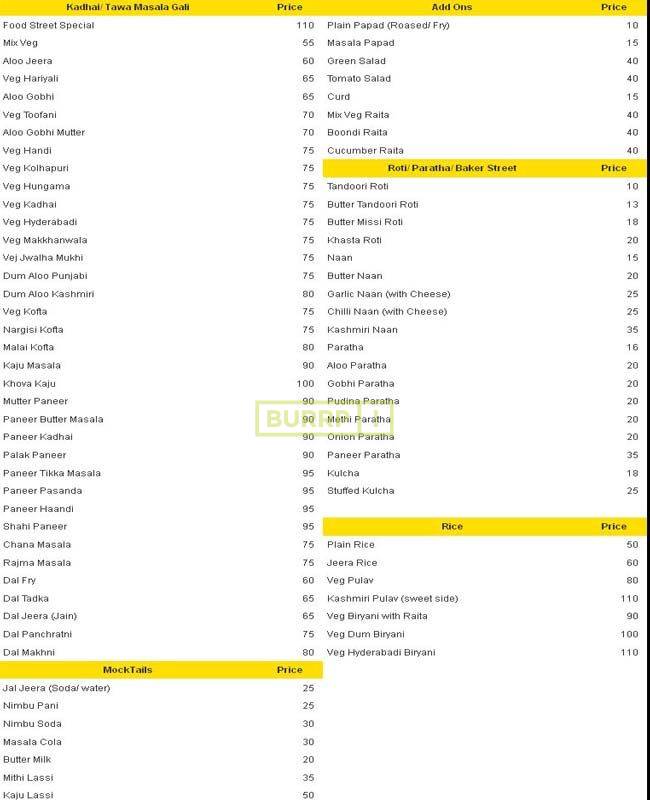 Kadhai/ Tawa Masala Gali Price
Food Street Special 110
Mix Veg 55
Aloo Jeera 60
Veg Hariyali 65
Aloo Gobhi 65
Veg Toofani 70
Aloo Gobhi Mutter 70
Veg Handi 75
Veg Kolhapuri 75
Veg Hungama 75
Veg Kadhai 75
Veg Hyderabadi 75
Veg Makkhanwala 75
Vej Jwalha Mukhi 75
Dum Aloo Punjabi 75
Dum Aloo Kashmiri 80
Veg Kofta 75
Nargisi Kofta 75
Malai Kofta 80
Kaju Masala 90
Khova Kaju 100
Mutter Paneer 90
Paneer Butter Masala 90
Paneer Kadhai 90
Palak Paneer 90
Paneer Tikka Masala 95
Paneer Pasanda 95
Paneer Haandi 95
Shahi Paneer 95
Chana Masala 75
Rajma Masala 75
Dal Fry 60
Dal Tadka 65
Dal Jeera (Jain) 65
Dal Panchratni 75
Dal Makhni 80
MockTails Price
Jal Jeera (Soda/ water) 25
Nimbu Pani 25
Nimbu Soda 30
Masala Cola 30
Butter Milk 20
Mithi Lassi 35
Kaju Lassi 50
Add Ons Price
Plain Papad (Roased/ Fry) 10
Masala Papad 15
Green Salad 40
Tomato Salad 40
Curd 15
Mix Veg Raita 40
Boondi Raita 40
Cucumber Raita 40
Roti/ Paratha/ Baker Street Price
Tandoori Roti 10
Butter Tandoori Roti 13
Butter Missi Roti 18
Khasta Roti 20
Naan 15
Butter Naan 20
Garlic Naan (with Cheese) 25
Chilli Naan (with Cheese) 25
Kashmiri Naan 35
Paratha 16
Aloo Paratha 20
Gobhi Paratha 20
Pudina Paratha 20
Methi Paratha 20
Onion Paratha 20
Paneer Paratha 35
Kulcha 18
Stuffed Kulcha 25
Rice Price
Plain Rice 50
Jeera Rice 60
Veg Pulav 80
Kashmiri Pulav (sweet side) 110
Veg Biryani with Raita 90
Veg Dum Biryani 100
Veg Hyderabadi Biryani 110
BURRP!